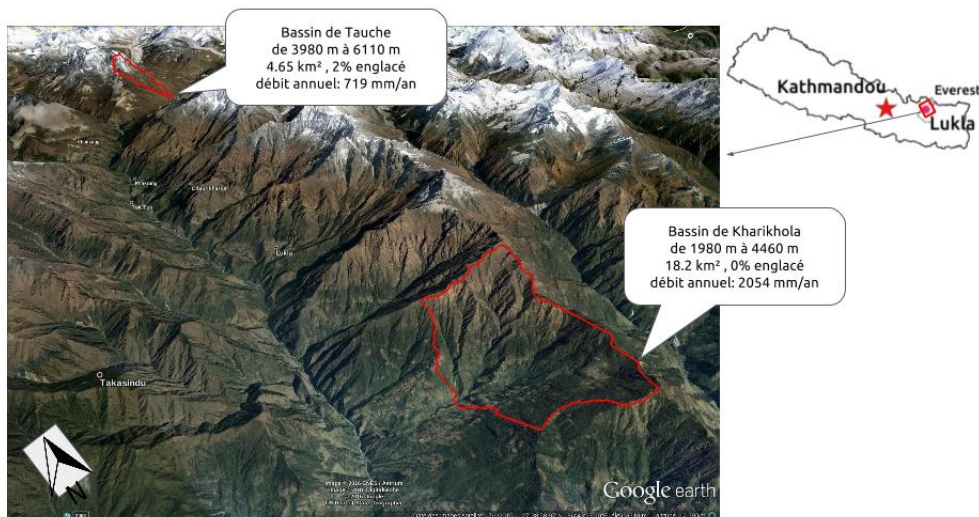 Bassin de Tauche
de 3980 m à 6110 m
4.65 km² , 2% englacé
débit annuel: 719 mm/an
Kathmandou
Everest
Lukla
Bassin de Kharikhola
de 1980 m à 4460 m
18.2 km² , 0% englacé
débit annuel: 2054 mm/an
Lukla
Takasindu
N
Google earth